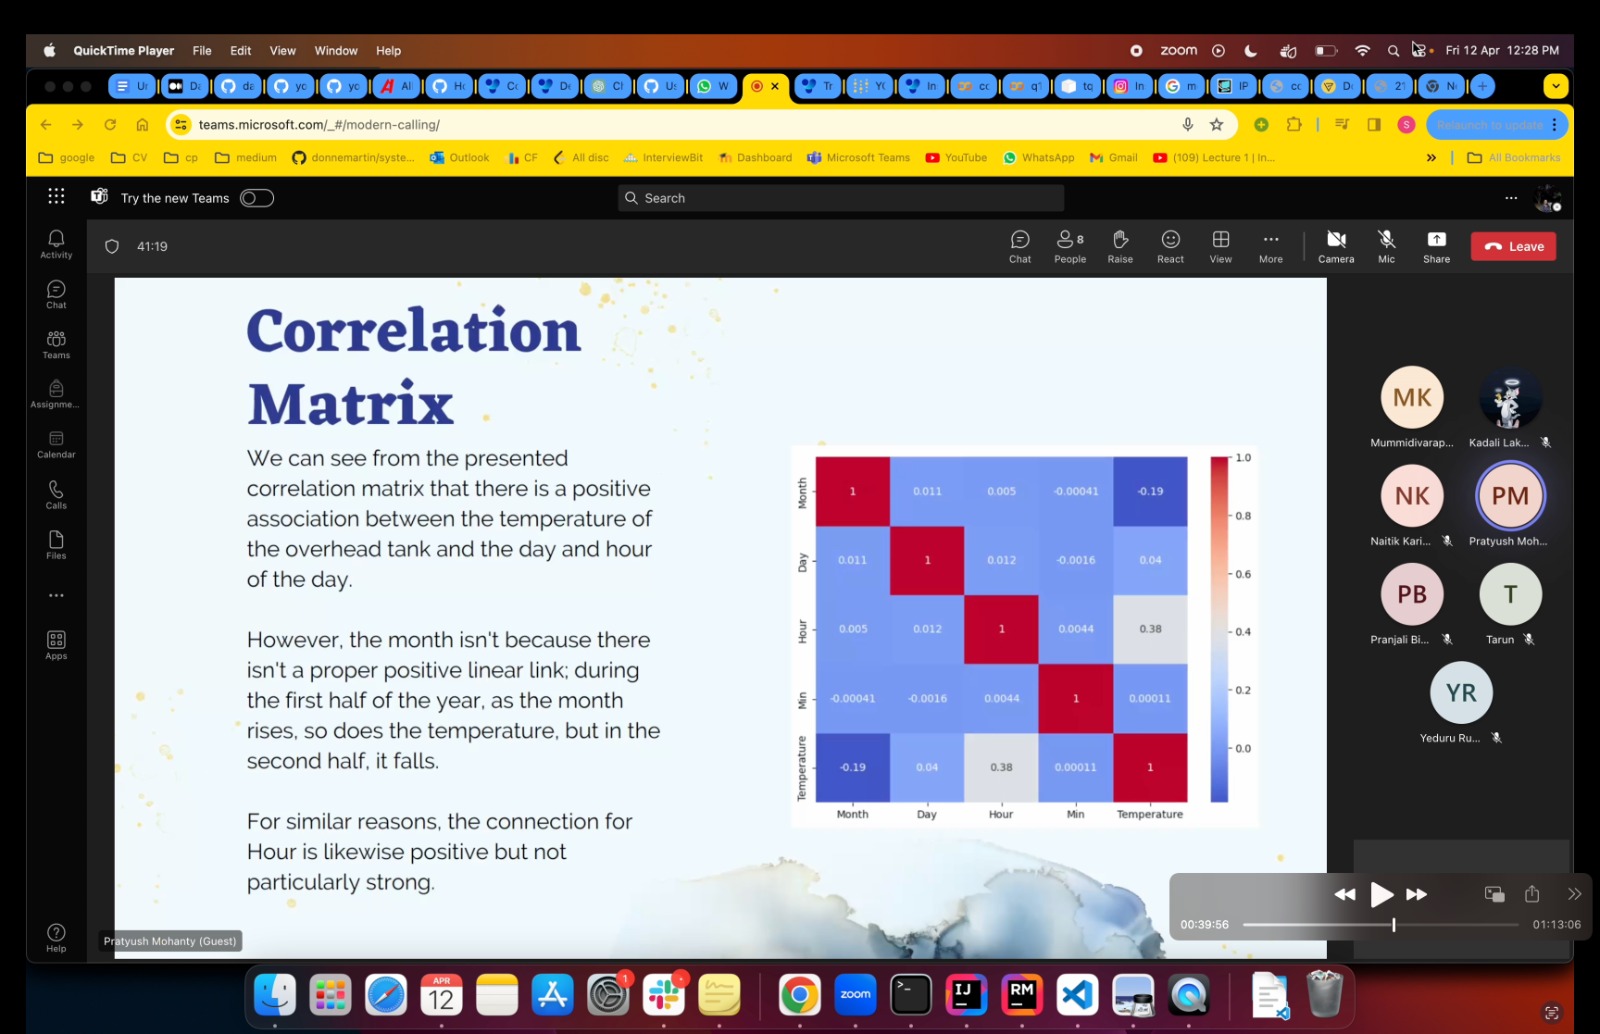 QuickTime Player File Edit View Window Help zoom Fri 12 Apr 12:28 PM
teams.microsoft.com/_#/modern-calling/ Relaunch to update
google CV cp medium donnemartin/syste... Outlook CF All disc InterviewBit Dashboard Microsoft Teams YouTube WhatsApp Gmail (109) Lecture 1 | In... » All Bookmarks
Try the new Teams Search
41:19 Chat 8 People Raise React View More Camera Mic Share Leave
Activity
Chat
Teams
Assignme...
Calendar
Calls
Files
Apps
Help
Correlation
Matrix
We can see from the presented
correlation matrix that there is a positive
association between the temperature of
the overhead tank and the day and hour
of the day.
However, the month isn't because there
isn't a proper positive linear link; during
the first half of the year, as the month
rises, so does the temperature, but in the
second half, it falls.
For similar reasons, the connection for
Hour is likewise positive but not
particularly strong.
Month 1 0.011 0.005 -0.00041 -0.19
Day 0.011 1 0.012 -0.0016 0.04
Hour 0.005 0.012 1 0.0044 0.38
Min -0.00041 -0.0016 0.0044 1 0.00011
Temperature -0.19 0.04 0.38 0.00011 1
Month Day Hour Min Temperature
1.0
0.8
0.6
0.4
0.2
0.0
MK
Mummidivarap... Kadali Lak...
NK PM
Naitik Kari... Pratyush Moh...
PB T
Pranjali Bi... Tarun
YR
Yeduru Ru...
Pratyush Mohanty (Guest)
00:39:56 01:13:06
APR
12
1
zoom
IJ
RM